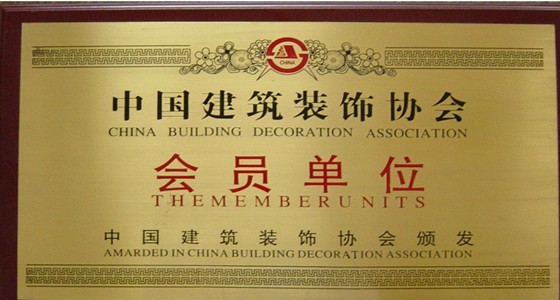 CHINA
中国建筑装饰协会
CHINA BUILDING DECORATION ASSOCIATION
会员单位
THEMEMBERUNITS
中国建筑装饰协会颁发
AMARDED IN CHINA BUILDING DECORATION ASSOCIATION